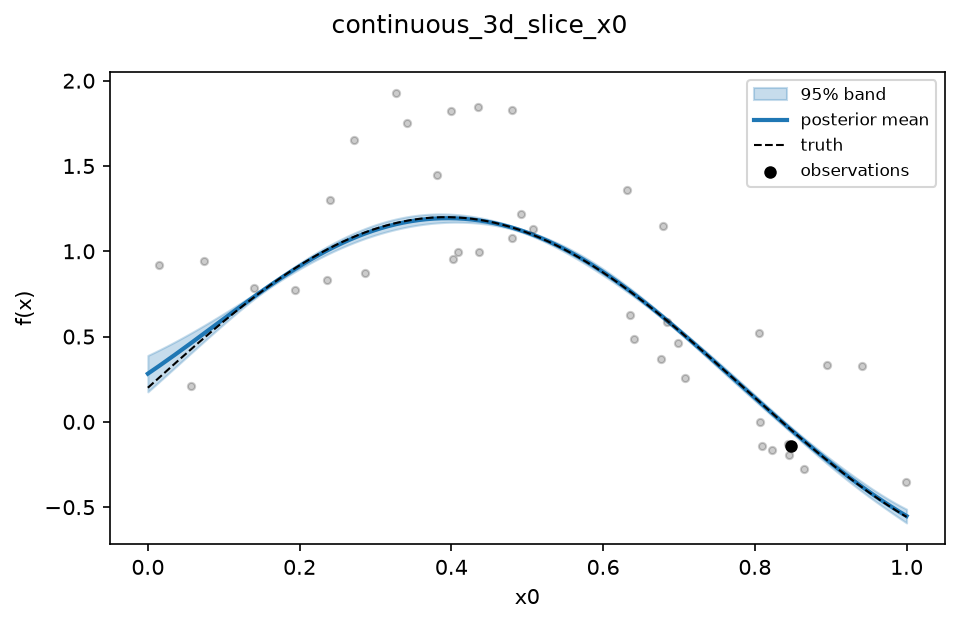 continuous_3d_slice_x0
2.0
1.5
1.0
0.5
0.0
−0.5
f(x)
95% band
posterior mean
truth
observations
0.0 0.2 0.4 0.6 0.8 1.0
x0